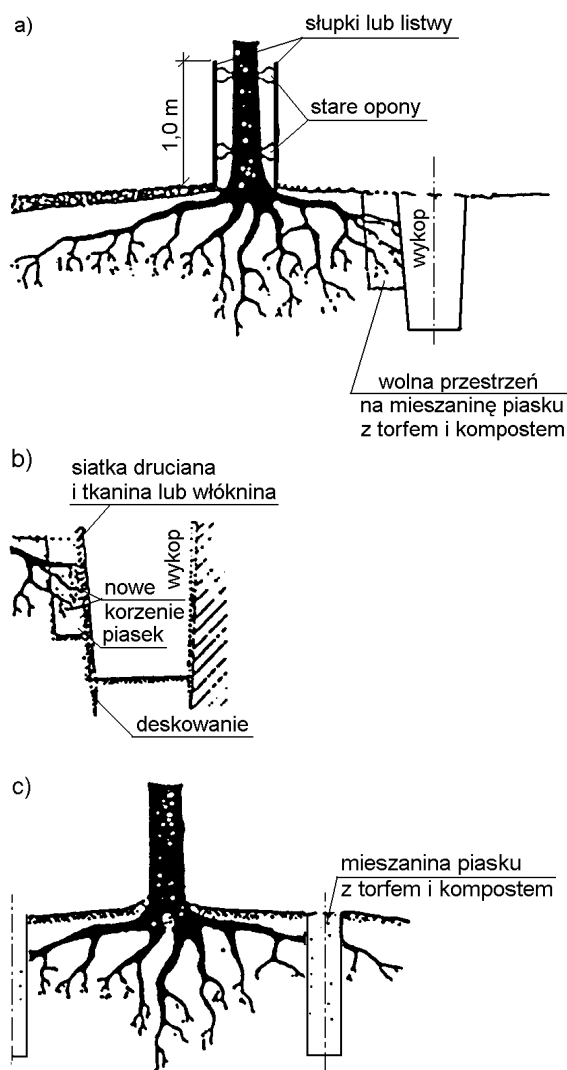 a)
słupki lub listwy
stare opony
1,0 m
wykop
wolna przestrzeń
na mieszaninę piasku
z torfem i kompostem
b)
siatka druciana
i tkanina lub włóknina
wykop
nowe
korzenie
piasek
deskowanie
c)
mieszanina piasku
z torfem i kompostem